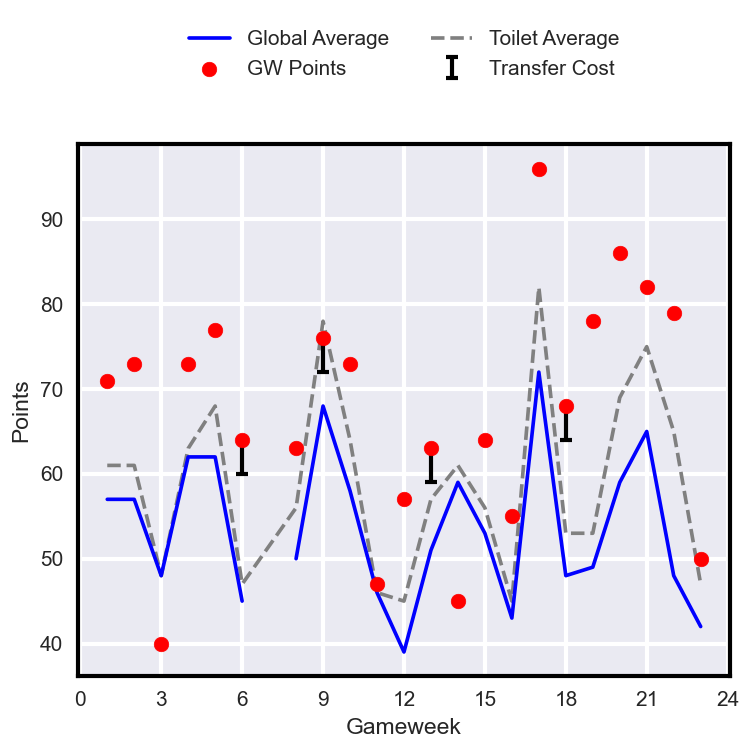 Global Average
Toilet Average
GW Points
Transfer Cost
90
80
70
60
50
40
Points
0 3 6 9 12 15 18 21 24
Gameweek